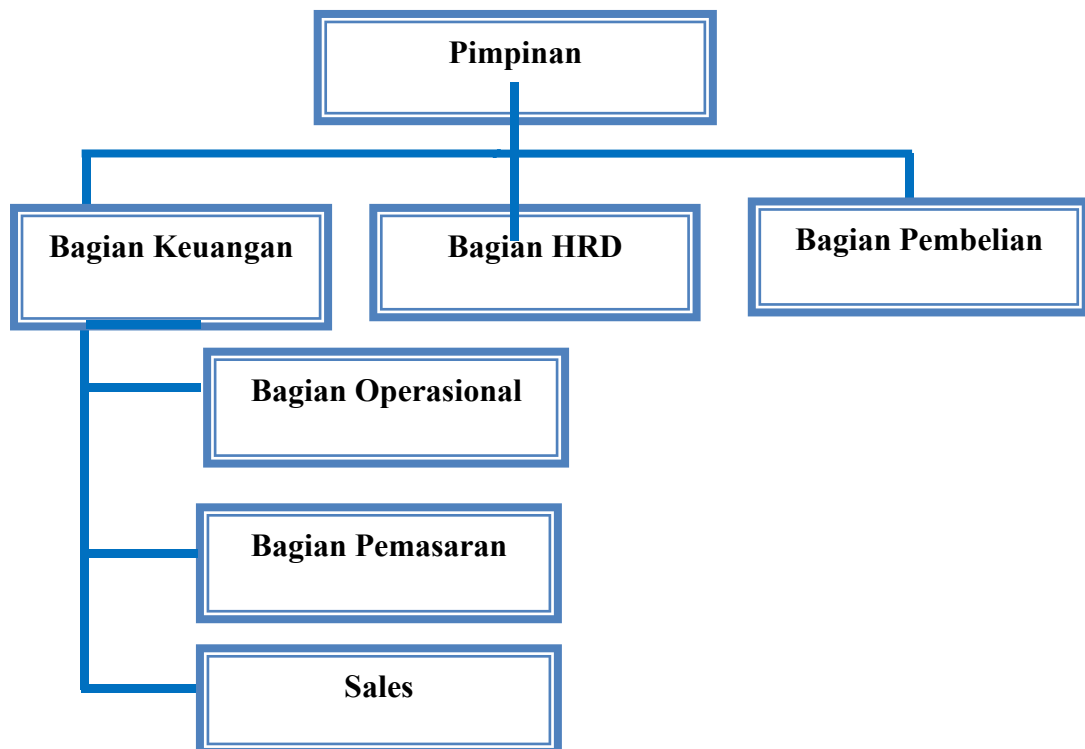 Pimpinan
Bagian Keuangan
Bagian HRD
Bagian Pembelian
Bagian Operasional
Bagian Pemasaran
Sales